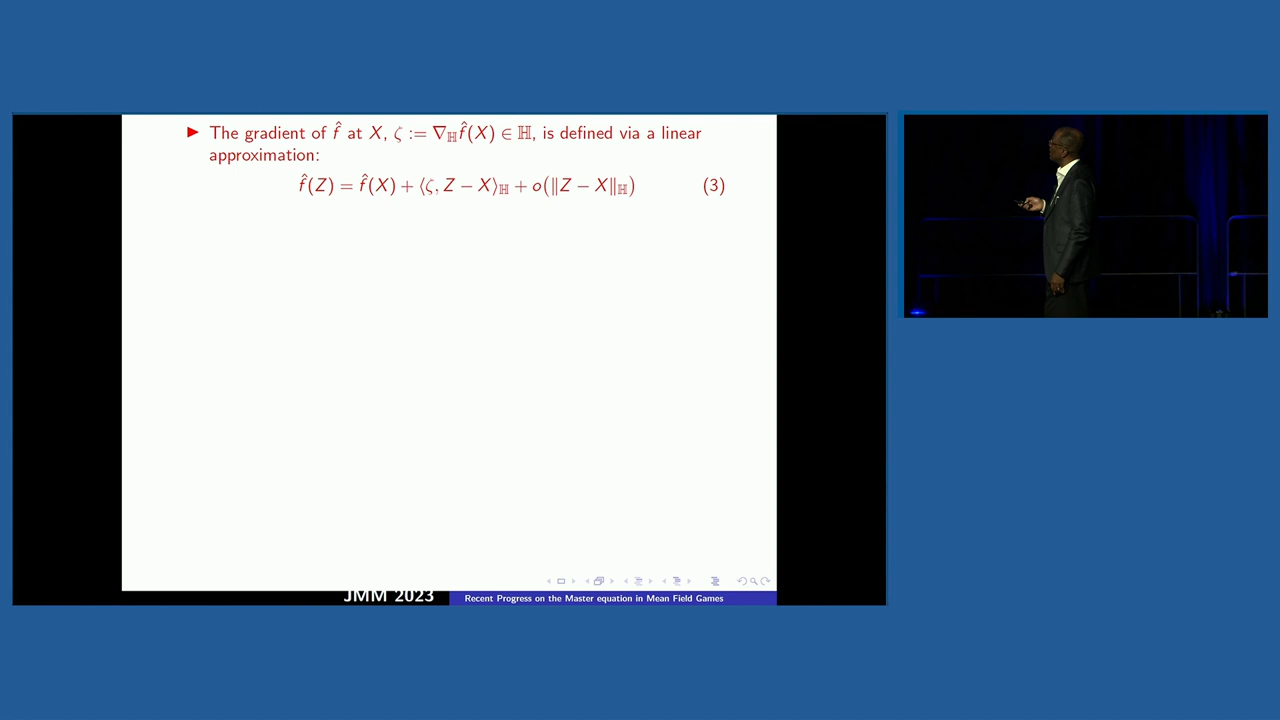 ▶ The gradient of f̂ at X, ζ := ∇_ℍ f̂(X) ∈ ℍ, is defined via a linear
approximation:
f̂(Z) = f̂(X) + ⟨ζ, Z − X⟩_ℍ + o(‖Z − X‖_ℍ) (3)
JMM 2023
Recent Progress on the Master equation in Mean Field Games